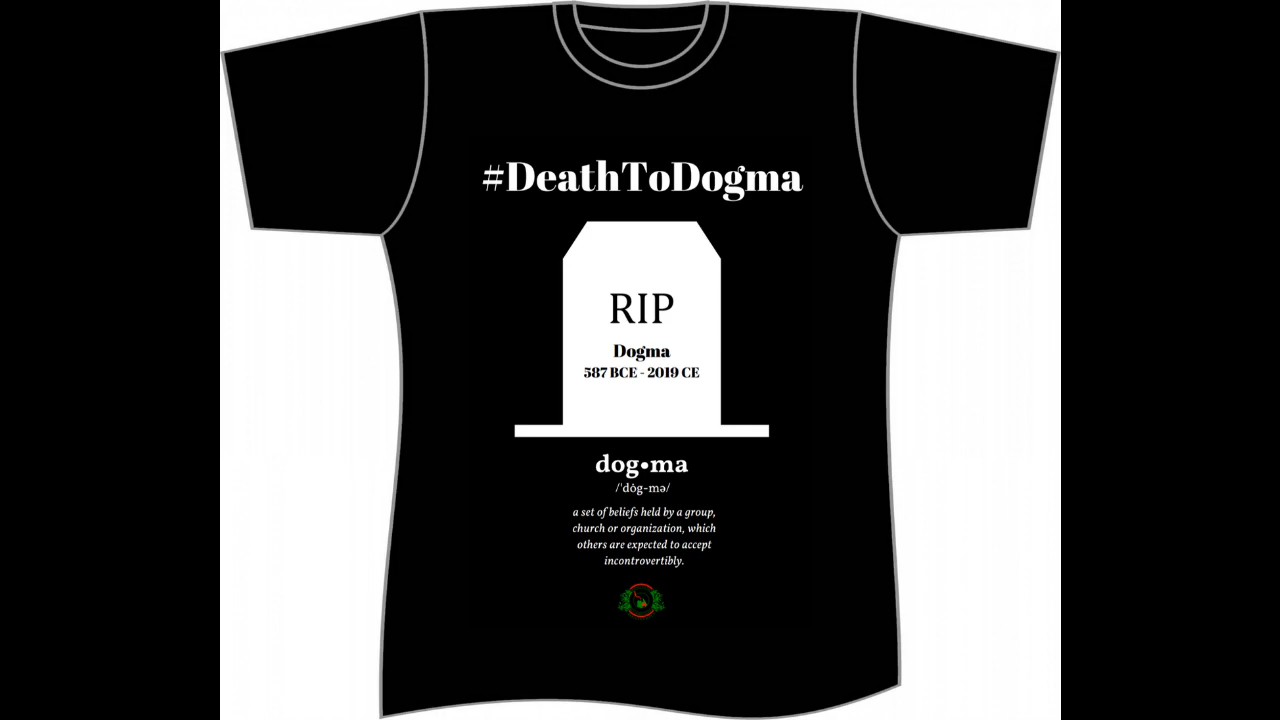 #DeathToDogma
RIP
Dogma
587 BCE - 2019 CE
dog•ma
/'dôg-mə/
a set of beliefs held by a group,
church or organization, which
others are expected to accept
incontrovertibly.